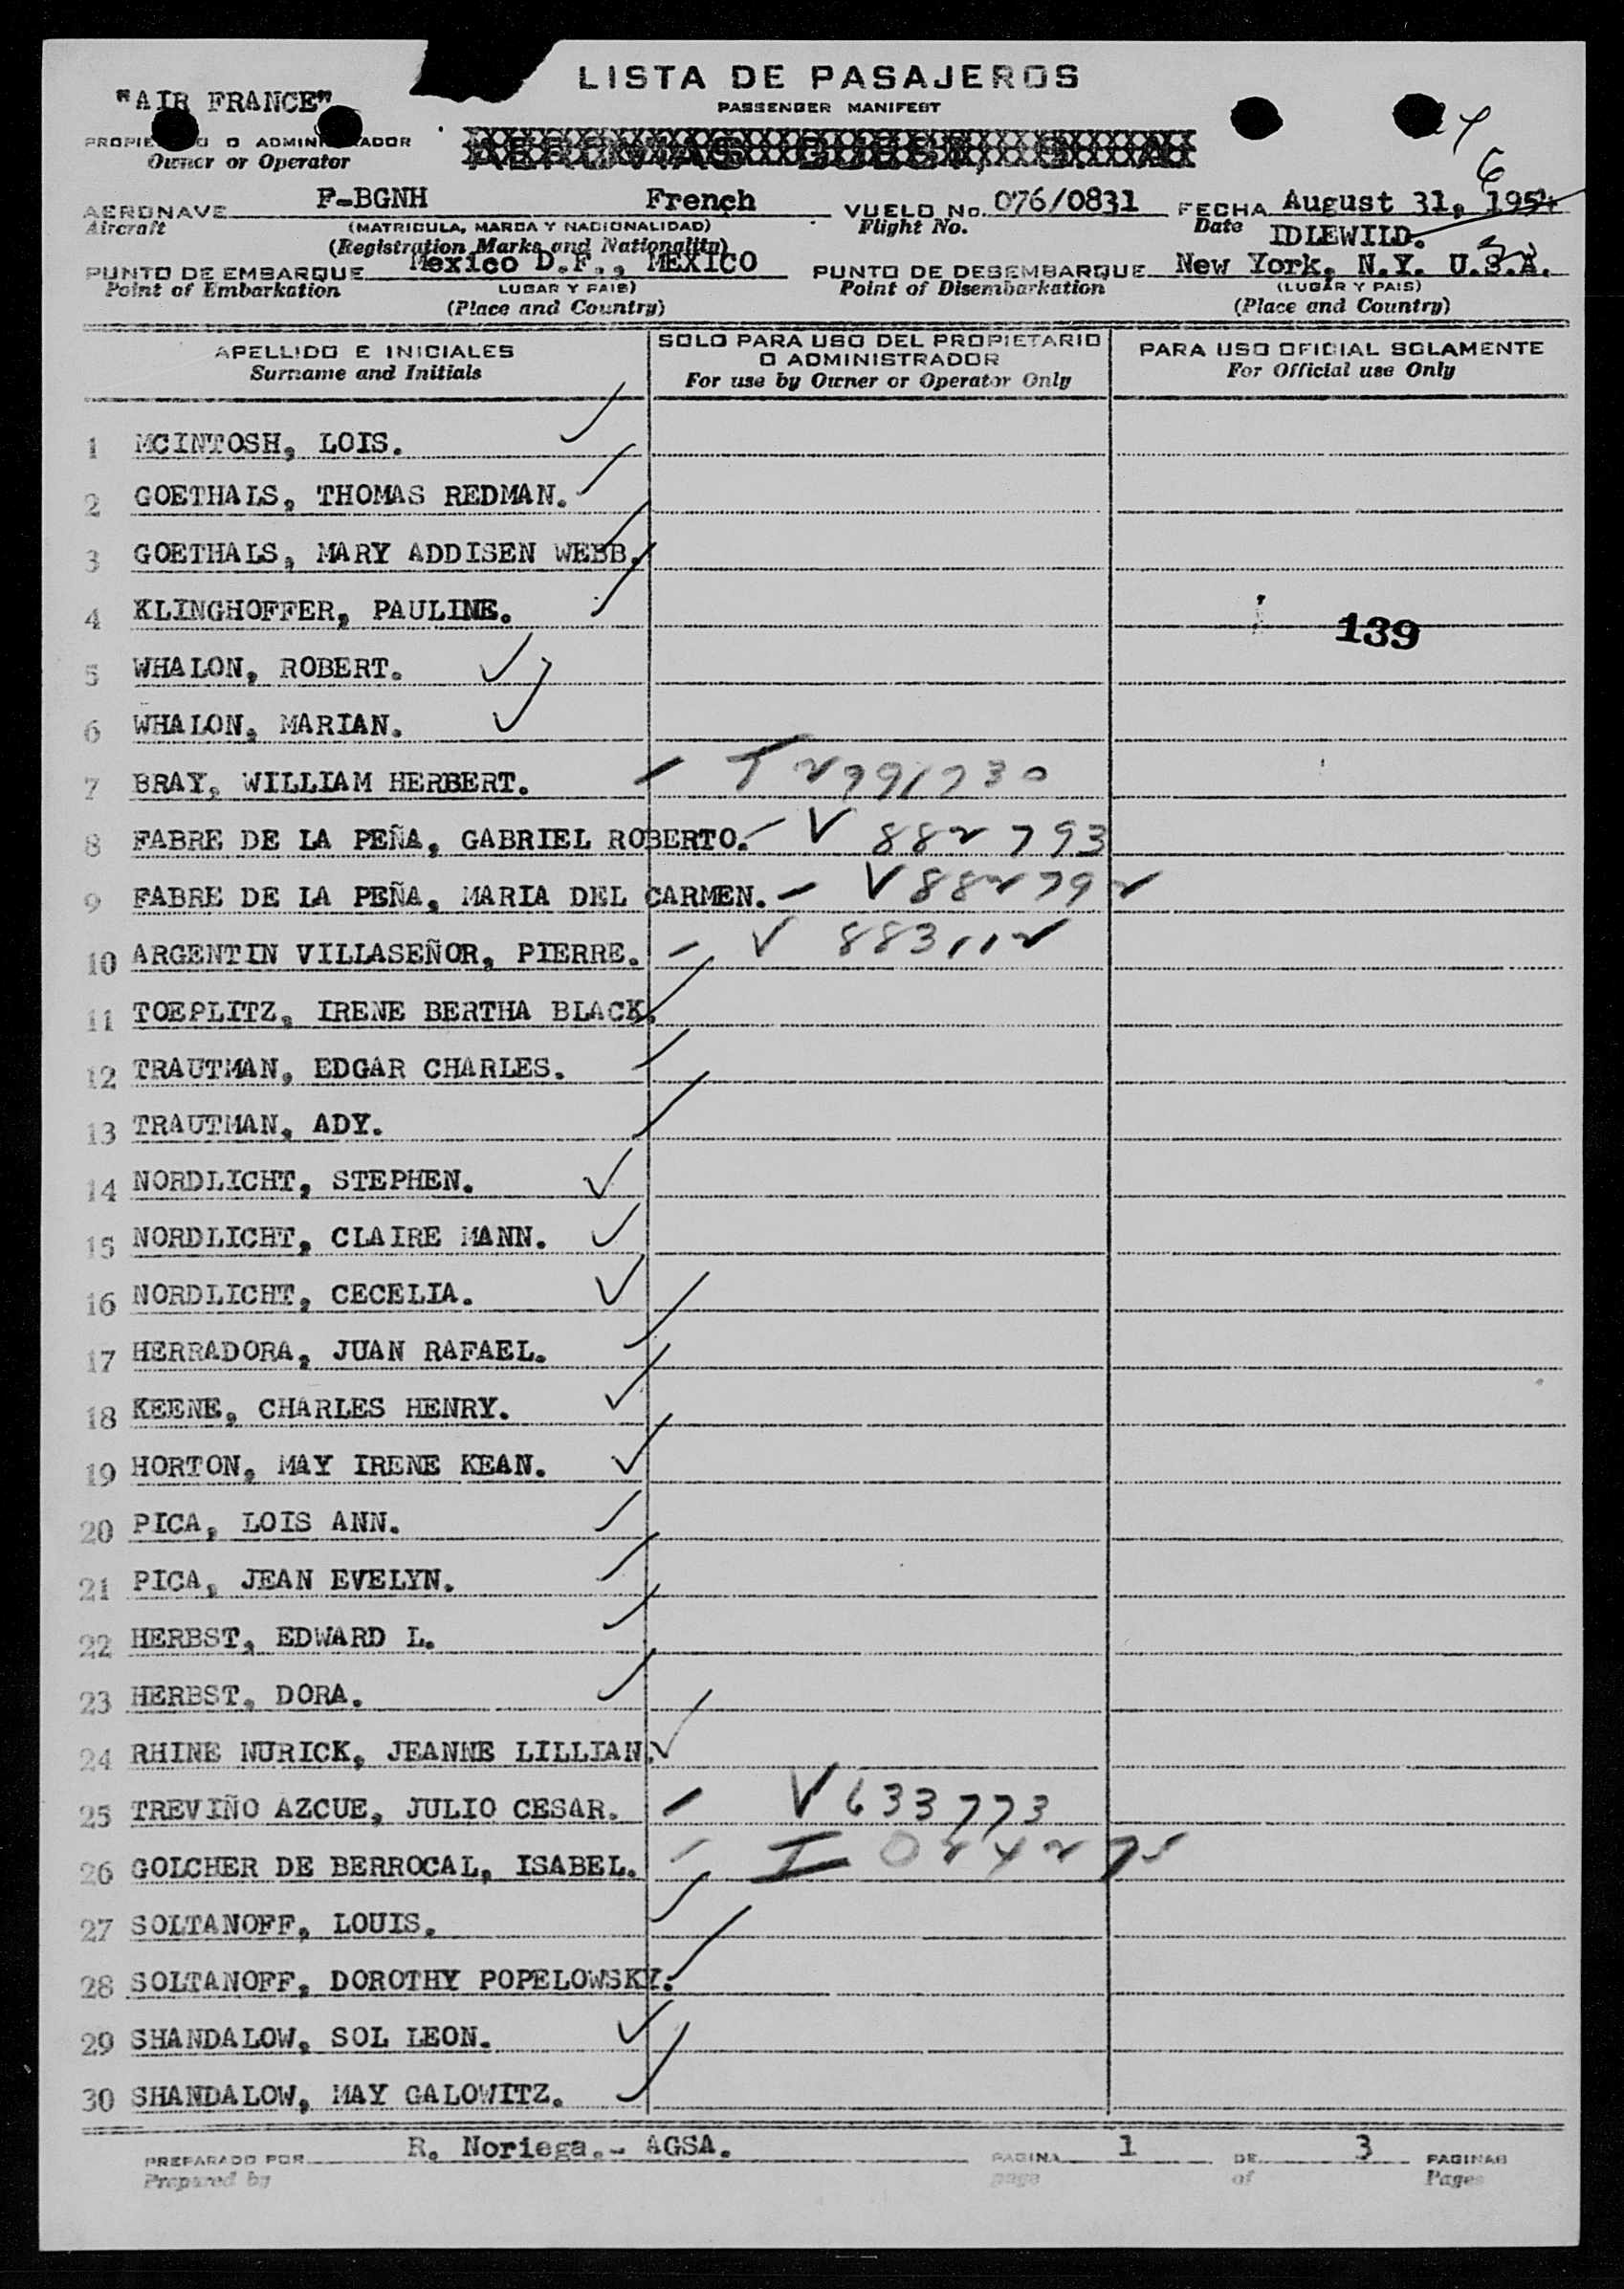 LISTA DE PASAJEROS
"AIR FRANCE"
PASSENGER MANIFEST
Owner or Operator
AERONAVE F-BGNH French VUELO No. 076/0831 FECHA August 31, 1954
Aircraft (MATRICULA, MARCA Y NACIONALIDAD) Flight No. Date IDLEWILD.
(Registration Marks and Nationality)
PUNTO DE EMBARQUE Mexico D.F., MEXICO PUNTO DE DESEMBARQUE New York, N.Y. U.S.A.
Point of Embarkation (LUGAR Y PAIS) Point of Disembarkation (LUGAR Y PAIS)
(Place and Country) (Place and Country)
APELLIDO E INICIALES SOLO PARA USO DEL PROPIETARIO O ADMINISTRADOR PARA USO OFICIAL SOLAMENTE
Surname and Initials For use by Owner or Operator Only For Official use Only
1 MCINTOSH, LOIS.
2 GOETHALS, THOMAS REDMAN.
3 GOETHALS, MARY ADDISEN WEBB.
4 KLINGHOFFER, PAULINE. 139
5 WHALON, ROBERT.
6 WHALON, MARIAN.
7 BRAY, WILLIAM HERBERT.
8 FABRE DE LA PEÑA, GABRIEL ROBERTO. - V 882793
9 FABRE DE LA PEÑA, MARIA DEL CARMEN. - V 882792
10 ARGENTIN VILLASEÑOR, PIERRE. - V 883112
11 TOEPLITZ, IRENE BERTHA BLACK.
12 TRAUTMAN, EDGAR CHARLES.
13 TRAUTMAN, ADY.
14 NORDLICHT, STEPHEN.
15 NORDLICHT, CLAIRE MANN.
16 NORDLICHT, CECELIA.
17 HERRADORA, JUAN RAFAEL.
18 KEENE, CHARLES HENRY.
19 HORTON, MAY IRENE KEAN.
20 PICA, LOIS ANN.
21 PICA, JEAN EVELYN.
22 HERBST, EDWARD L.
23 HERBST, DORA.
24 RHINE NURICK, JEANNE LILLIAN.
25 TREVIÑO AZCUE, JULIO CESAR. - V 633773
26 GOLCHER DE BERROCAL, ISABEL.
27 SOLTANOFF, LOUIS.
28 SOLTANOFF, DOROTHY POPELOWSKY.
29 SHANDALOW, SOL LEON.
30 SHANDALOW, MAY GALOWITZ.
PREPARADO POR R. Noriega.- AGSA. PAGINA 1 DE 3 PAGINAS
Prepared by page of Pages